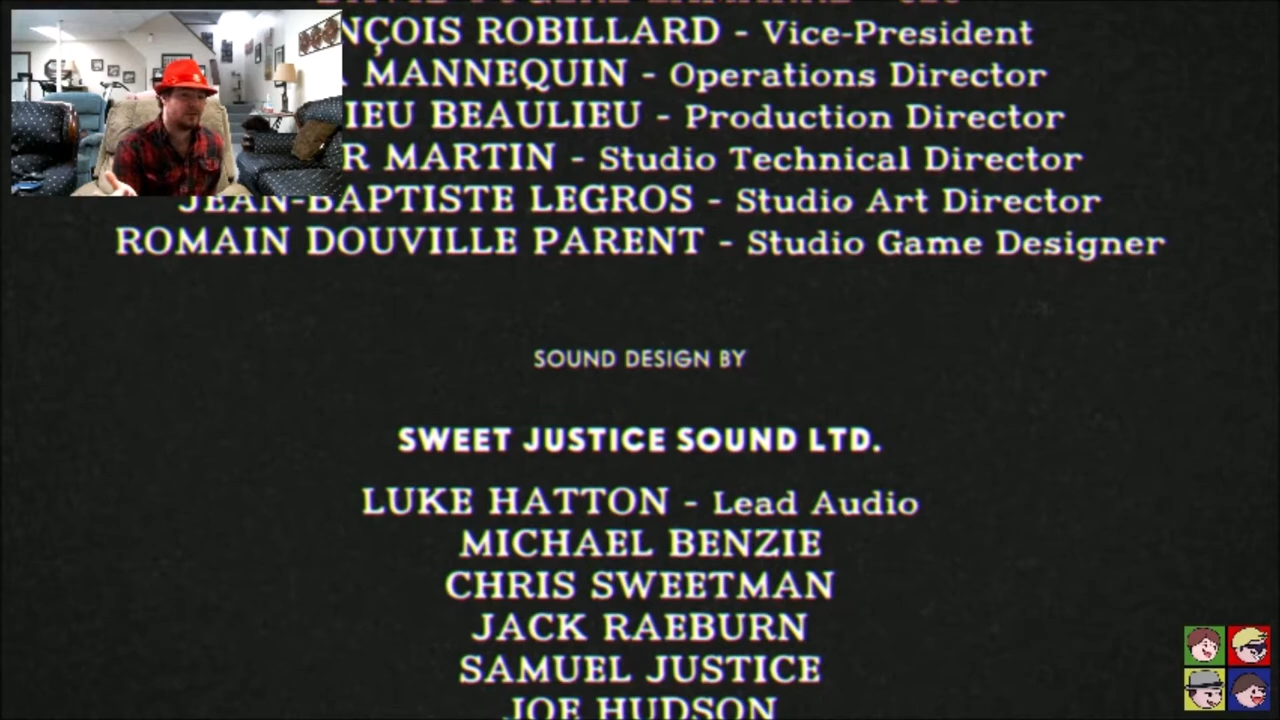 NÇOIS ROBILLARD - Vice-President
MANNEQUIN - Operations Director
IEU BEAULIEU - Production Director
R MARTIN - Studio Technical Director
JEAN-BAPTISTE LEGROS - Studio Art Director
ROMAIN DOUVILLE PARENT - Studio Game Designer
SOUND DESIGN BY
SWEET JUSTICE SOUND LTD.
LUKE HATTON - Lead Audio
MICHAEL BENZIE
CHRIS SWEETMAN
JACK RAEBURN
SAMUEL JUSTICE
JOE HUDSON